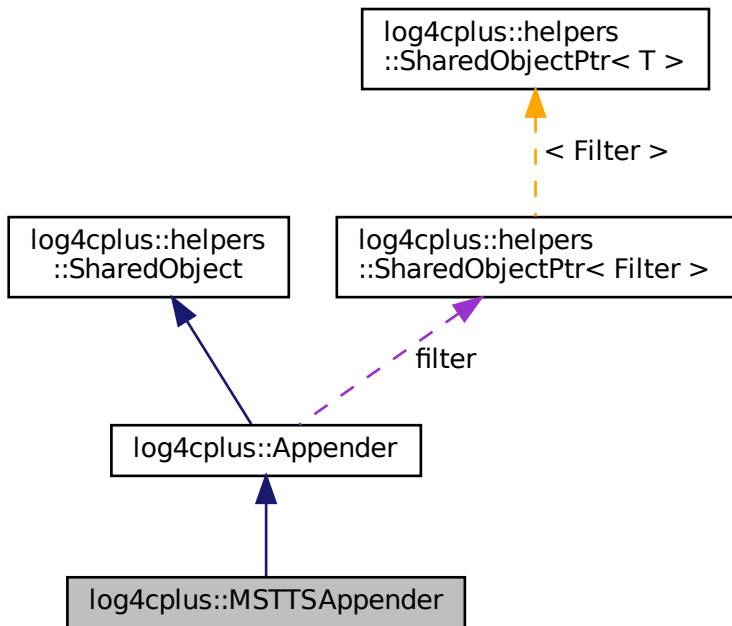 log4cplus::helpers
::SharedObjectPtr< T >
< Filter >
log4cplus::helpers
::SharedObject
log4cplus::helpers
::SharedObjectPtr< Filter >
filter
log4cplus::Appender
log4cplus::MSTTSAppender